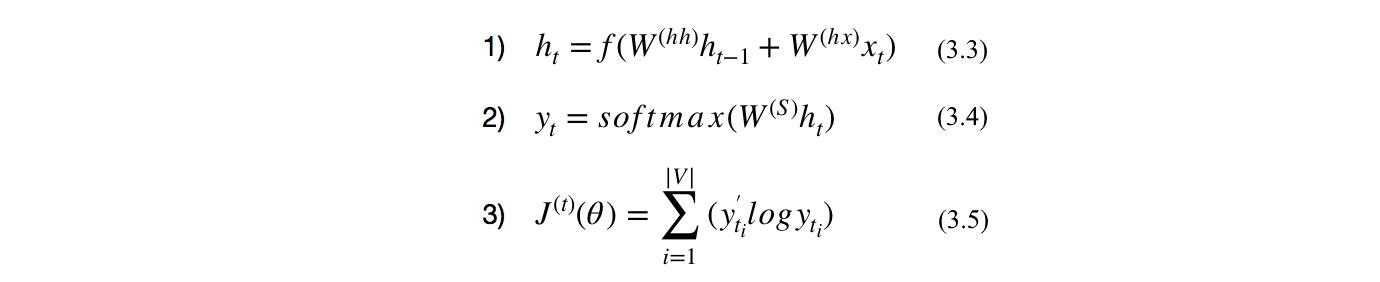 1) h_t = f(W^{(hh)}h_{t−1} + W^{(hx)}x_t) (3.3)
2) y_t = softmax(W^{(S)}h_t) (3.4)
3) J^{(t)}(θ) = \sum_{i=1}^{|V|} (y'_{t_i} log y_{t_i}) (3.5)